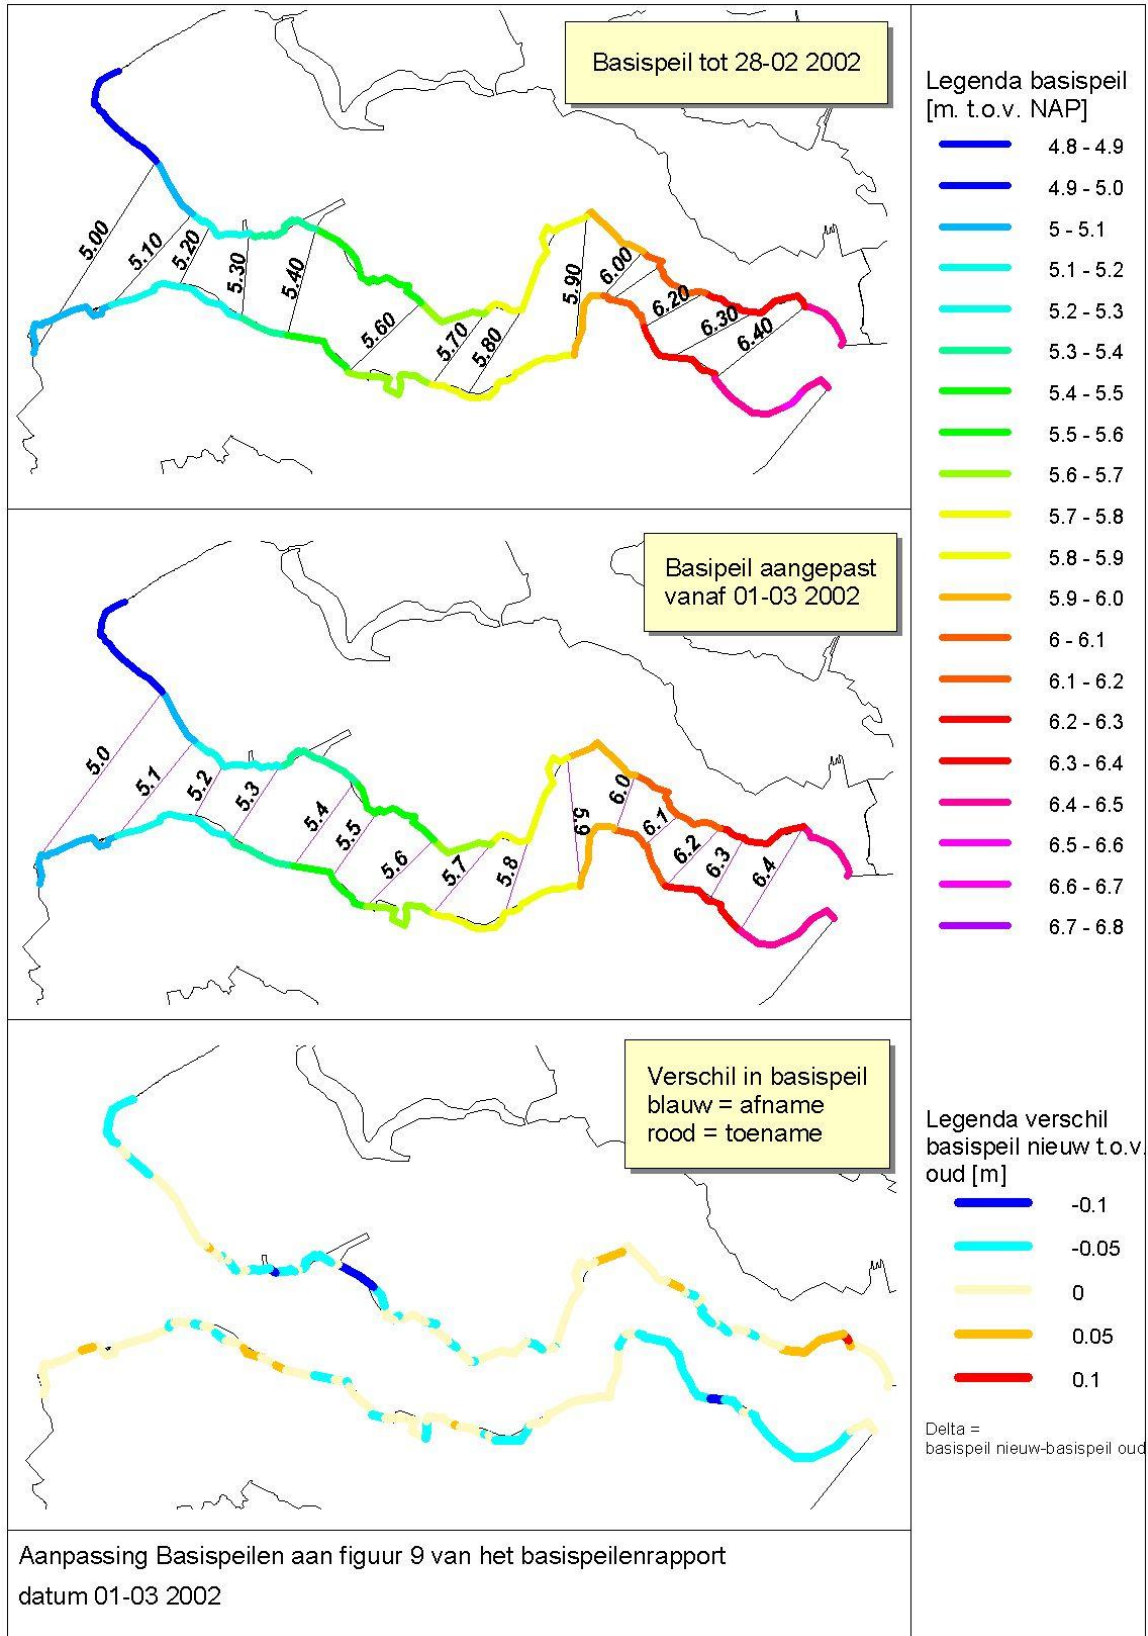 Basispeil tot 28-02 2002
5.00
5.10
5.20
5.30
5.40
5.60
5.70
5.80
5.90
6.00
6.20
6.30
6.40
Legenda basispeil
[m. t.o.v. NAP]
4.8 - 4.9
4.9 - 5.0
5 - 5.1
5.1 - 5.2
5.2 - 5.3
5.3 - 5.4
5.4 - 5.5
5.5 - 5.6
5.6 - 5.7
5.7 - 5.8
5.8 - 5.9
5.9 - 6.0
6 - 6.1
6.1 - 6.2
6.2 - 6.3
6.3 - 6.4
6.4 - 6.5
6.5 - 6.6
6.6 - 6.7
6.7 - 6.8
Basipeil aangepast
vanaf 01-03 2002
5.0
5.1
5.2
5.3
5.4
5.5
5.6
5.7
5.8
5.9
6.0
6.1
6.2
6.3
6.4
Verschil in basispeil
blauw = afname
rood = toename
Legenda verschil
basispeil nieuw t.o.v.
oud [m]
-0.1
-0.05
0
0.05
0.1
Delta =
basispeil nieuw-basispeil oud
Aanpassing Basispeilen aan figuur 9 van het basispeilenrapport
datum 01-03 2002